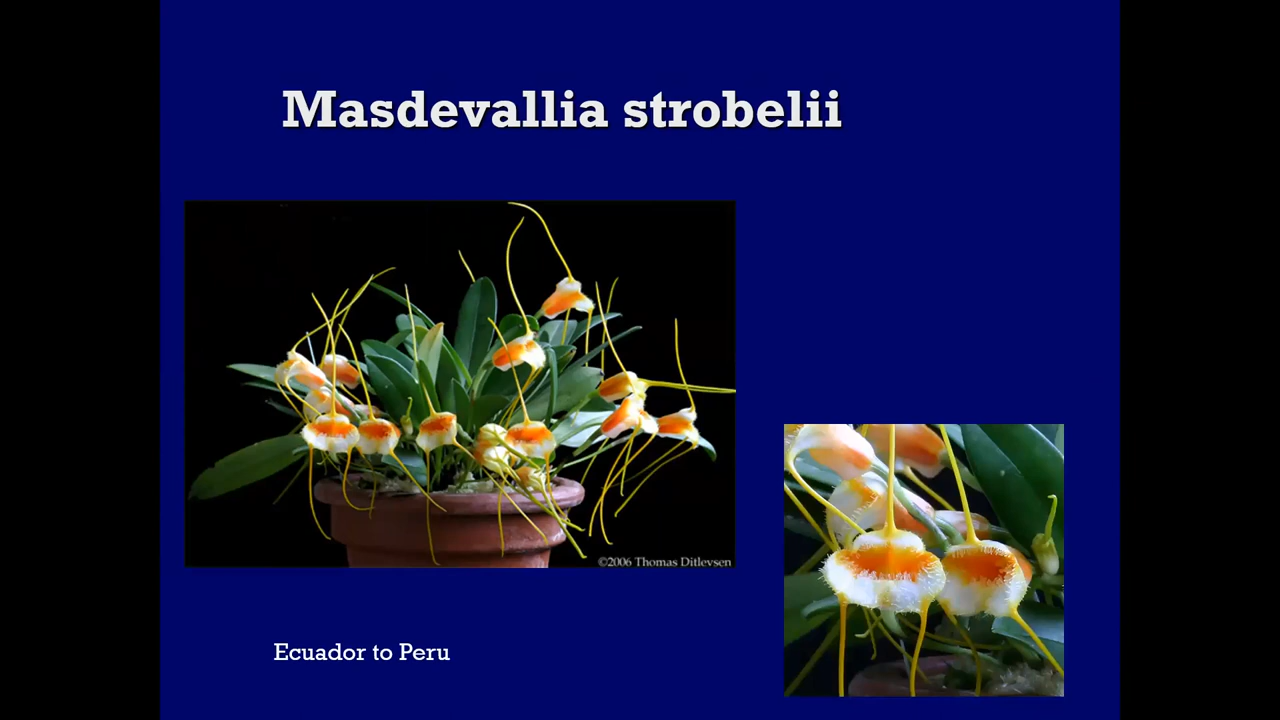 Masdevallia strobelii
©2006 Thomas Ditlevsen
Ecuador to Peru